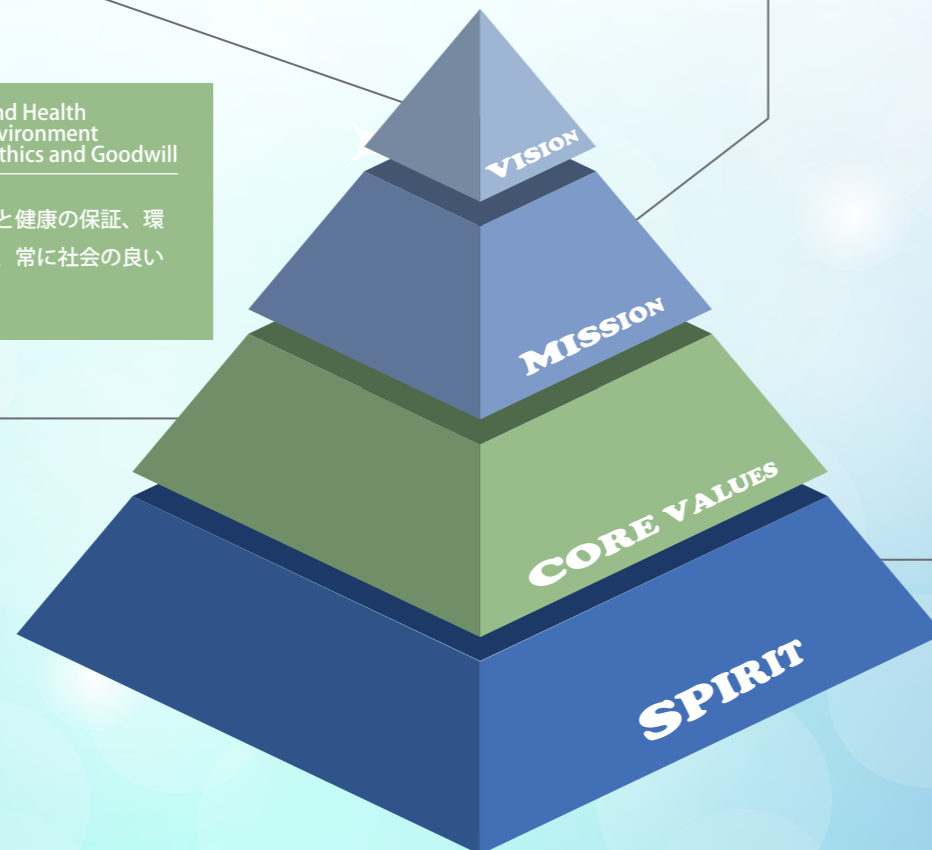 nd Health
vironment
thics and Goodwill
と健康の保証、環
常に社会の良い
VISION
MISSION
CORE VALUES
SPIRIT